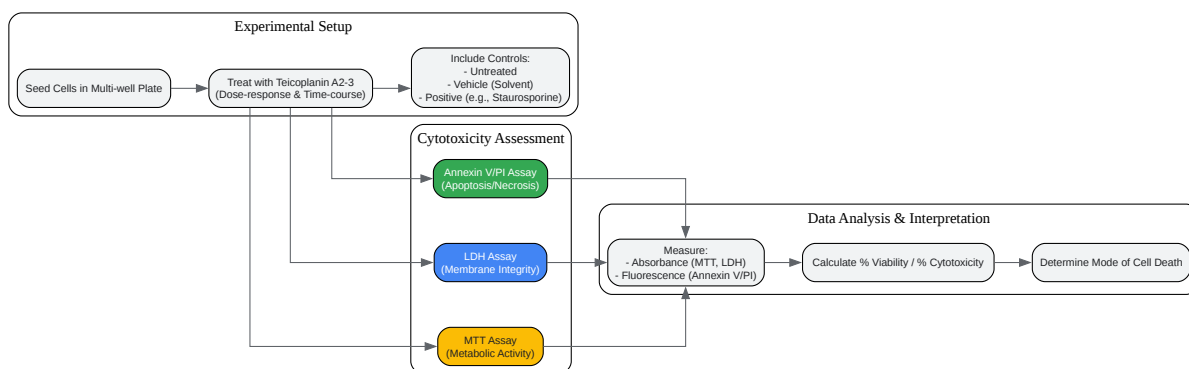 Experimental Setup
Seed Cells in Multi-well Plate
Treat with Teicoplanin A2-3
(Dose-response & Time-course)
Include Controls:
- Untreated
- Vehicle (Solvent)
- Positive (e.g., Staurosporine)
Cytotoxicity Assessment
Annexin V/PI Assay
(Apoptosis/Necrosis)
LDH Assay
(Membrane Integrity)
MTT Assay
(Metabolic Activity)
Data Analysis & Interpretation
Measure:
- Absorbance (MTT, LDH)
- Fluorescence (Annexin V/PI)
Calculate % Viability / % Cytotoxicity
Determine Mode of Cell Death